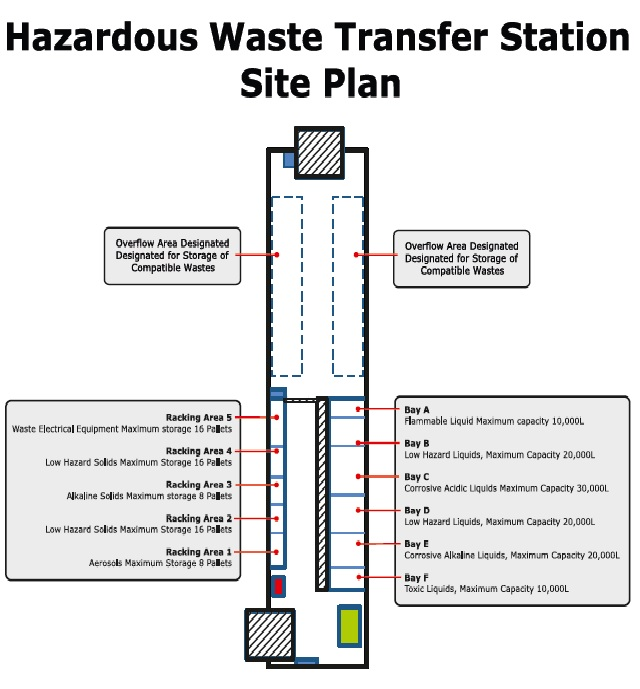 Hazardous Waste Transfer Station
Site Plan
Overflow Area Designated
Designated for Storage of
Compatible Wastes
Overflow Area Designated
Designated for Storage of
Compatible Wastes
Racking Area 5
Waste Electrical Equipment Maximum storage 16 Pallets
Racking Area 4
Low Hazard Solids Maximum Storage 16 Pallets
Racking Area 3
Alkaline Solids Maximum storage 8 Pallets
Racking Area 2
Low Hazard Solids Maximum Storage 16 Pallets
Racking Area 1
Aerosols Maximum Storage 8 Pallets
Bay A
Flammable Liquid Maximum capacity 10,000L
Bay B
Low Hazard Liquids, Maximum Capacity 20,000L
Bay C
Corrosive Acidic Liquids Maximum Capacity 30,000L
Bay D
Low Hazard Liquids, Maximum Capacity 20,000L
Bay E
Corrosive Alkaline Liquids, Maximum Capacity 20,000L
Bay F
Toxic Liquids, Maximum Capacity 10,000L